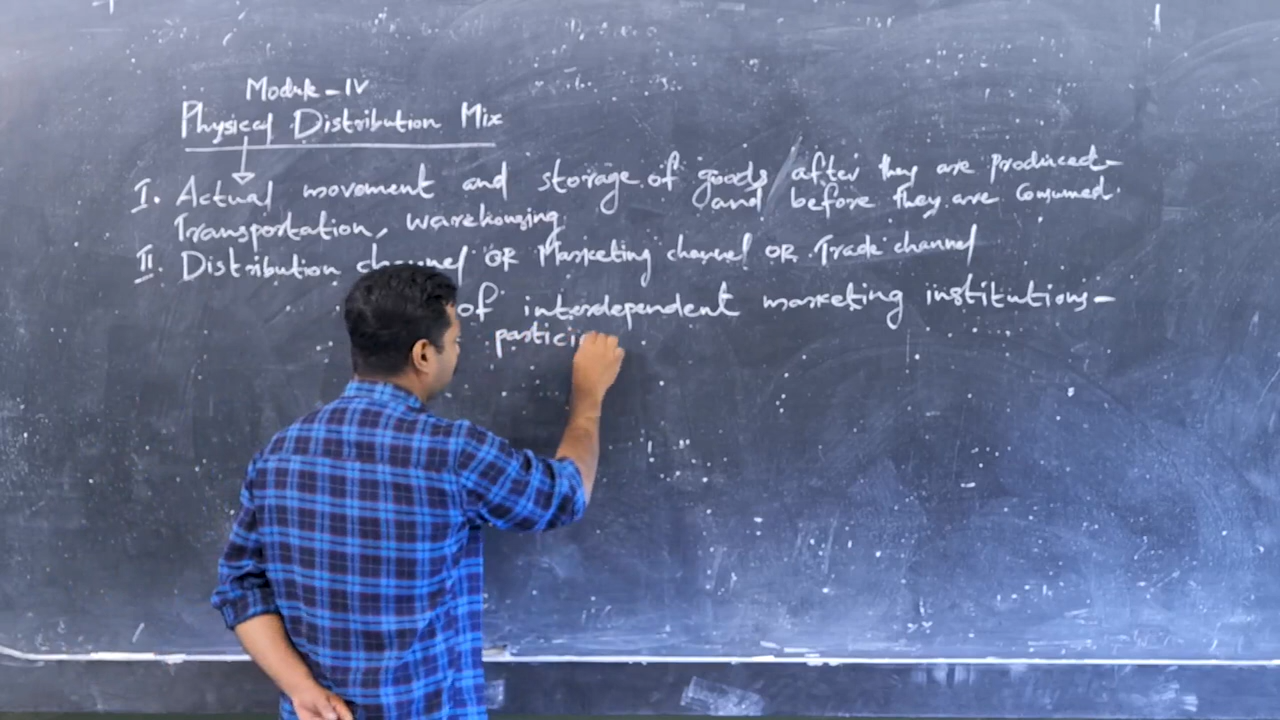 Module - IV
Physical Distribution Mix
I. Actual movement and storage of goods after they are produced -
and before they are consumed.
Transportation, warehousing
II. Distribution channel OR Marketing channel OR Trade channel
of interdependent marketing institutions -
partici